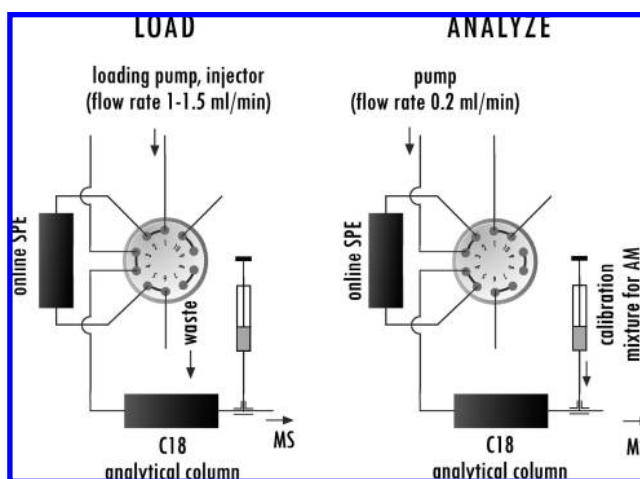 LOAD
ANALYZE
loading pump, injector
(flow rate 1-1.5 ml/min)
pump
(flow rate 0.2 ml/min)
online SPE
waste
MS
C18
analytical column
online SPE
calibration
mixture for AM
C18
analytical column